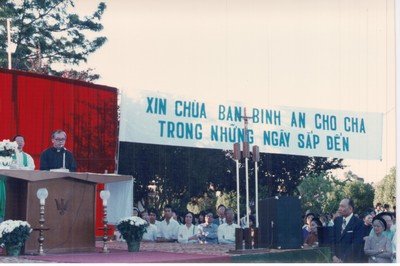 XIN CHÚA BAN BÌNH AN CHO CHA
TRONG NHỮNG NGÀY SẮP ĐẾN